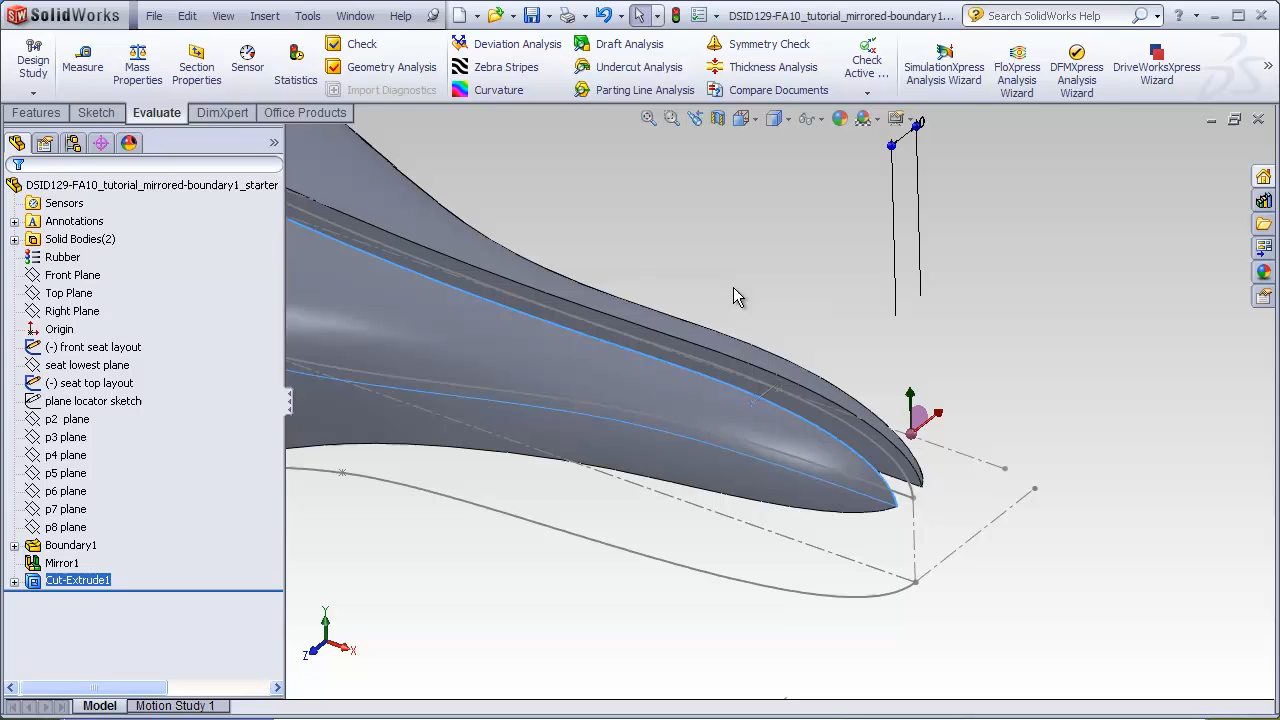 SolidWorks File Edit View Insert Tools Window Help DSID129-FA10_tutorial_mirrored-boundary1... Search SolidWorks Help
Design Study
Measure
Mass Properties
Section Properties
Sensor
Statistics
Check
Geometry Analysis
Import Diagnostics
Deviation Analysis
Zebra Stripes
Curvature
Draft Analysis
Undercut Analysis
Parting Line Analysis
Symmetry Check
Thickness Analysis
Compare Documents
Check Active ...
SimulationXpress Analysis Wizard
FloXpress Analysis Wizard
DFMXpress Analysis Wizard
DriveWorksXpress Wizard
Features Sketch Evaluate DimXpert Office Products
DSID129-FA10_tutorial_mirrored-boundary1_starter
Sensors
Annotations
Solid Bodies(2)
Rubber
Front Plane
Top Plane
Right Plane
Origin
(-) front seat layout
seat lowest plane
(-) seat top layout
plane locator sketch
p2 plane
p3 plane
p4 plane
p5 plane
p6 plane
p7 plane
p8 plane
Boundary1
Mirror1
Cut-Extrude1
Y
X
Z
Model Motion Study 1